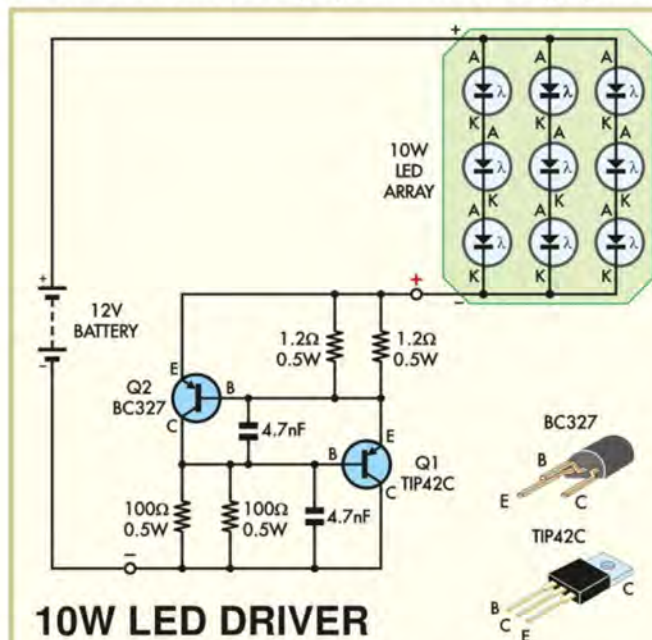 +
A A A
λ λ λ
K K K
A A A
10W
LED
ARRAY
λ λ λ
K K K
A A A
λ λ λ
K K K
+
–
+
12V
BATTERY
–
1.2Ω
0.5W
1.2Ω
0.5W
E
Q2
BC327
B
C
4.7nF
E
B
Q1
TIP42C
C
100Ω
0.5W
100Ω
0.5W
4.7nF
–
BC327
B
E
C
TIP42C
C
B
C
E
10W LED DRIVER